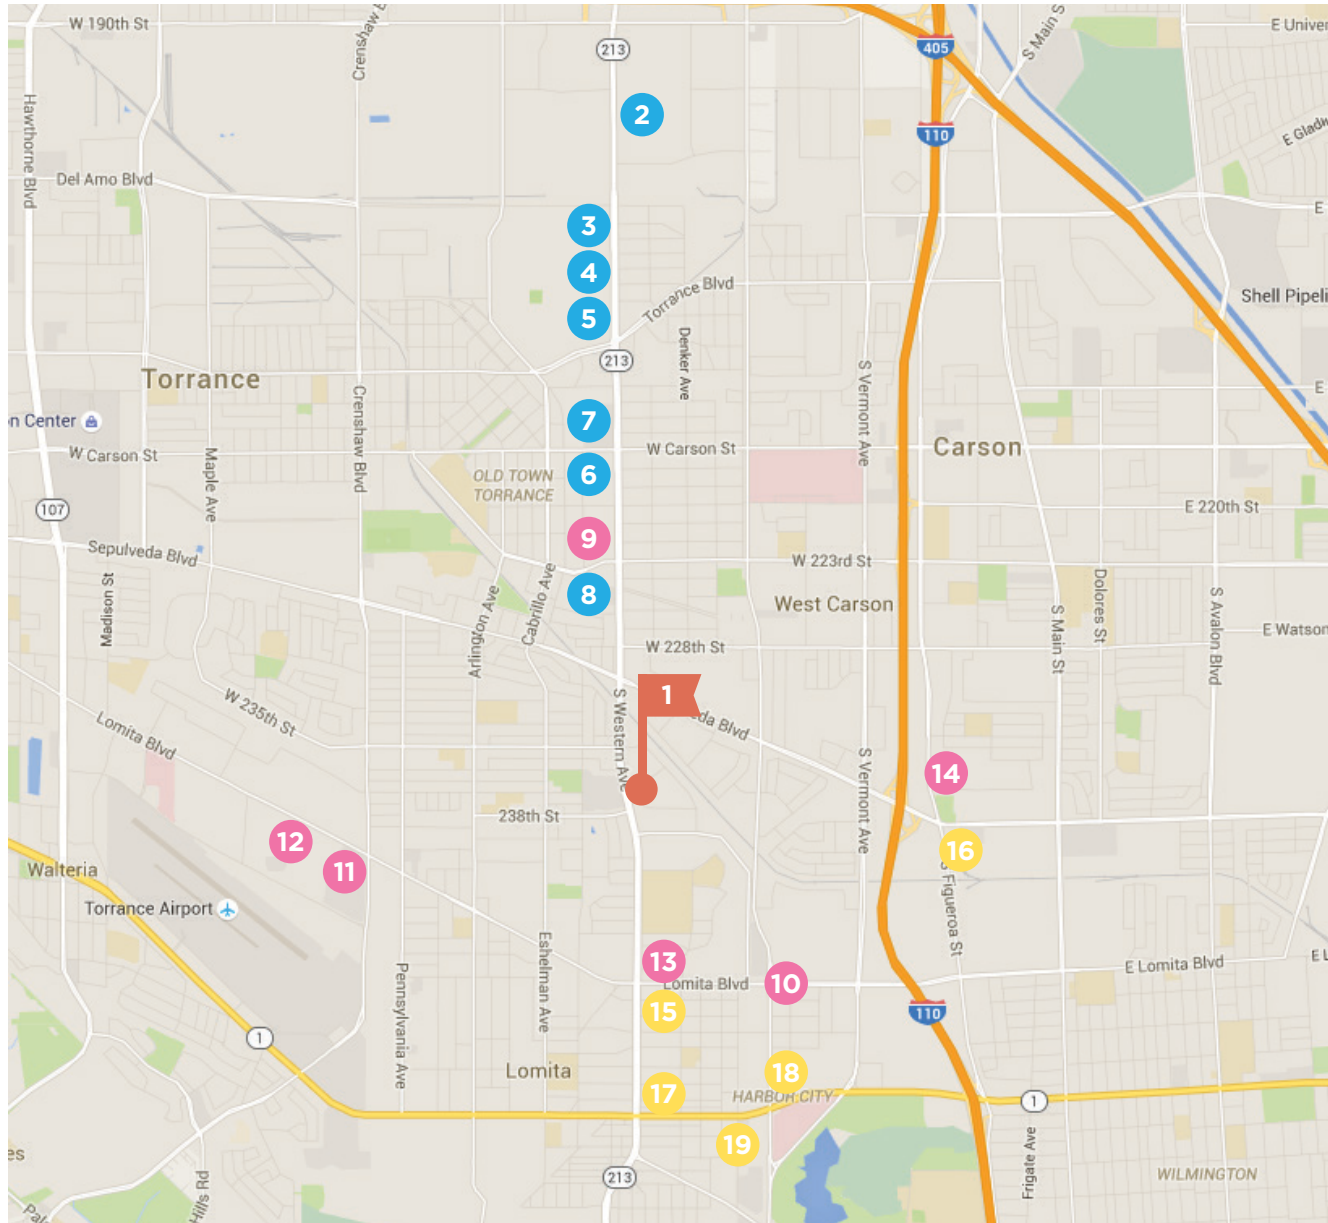 W 190th St
Crenshaw B
213
405
S Main S
E Univer
Hawthorne Blvd
2
110
E Gladw
Del Amo Blvd
E
3
4
Torrance Blvd
Shell Pipeli
5
Denker Ave
213
Torrance
Crenshaw Blvd
S Vermont Ave
E
on Center
7
W Carson St
Maple Ave
OLD TOWN
TORRANCE
6
W Carson St
Carson
107
E 220th St
9
Sepulveda Blvd
W 223rd St
Madison St
Arlington Ave
Cabrillo Ave
8
West Carson
Dolores St
S Main St
S Avalon Blvd
E Watson
W 228th St
1
W 235th St
Lomita Blvd
S Western Ave
eda Blvd
S Vermont Ave
14
238th St
12
11
16
Walteria
Torrance Airport
S Figueroa St
Eshelman Ave
Pennsylvania Ave
13
Lomita Blvd
10
E Lomita Blvd
E L
15
110
1
Lomita
17
18
HARBOR CITY
1
19
Frigate Ave
es
213
WILMINGTON
Hills Rd
Pal